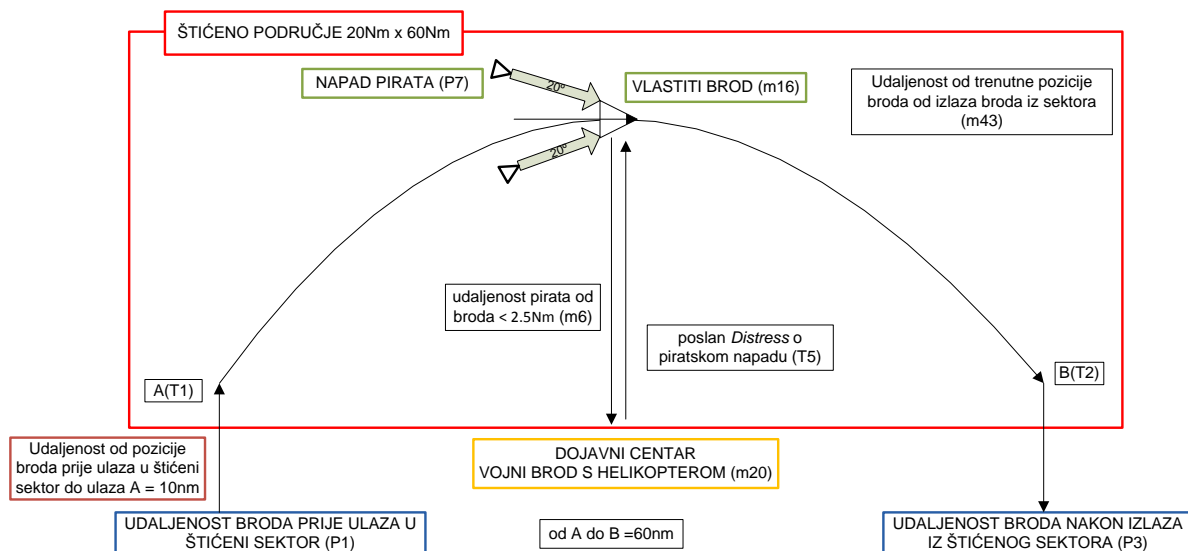 ŠTIĆENO PODRUČJE 20Nm x 60Nm
NAPAD PIRATA (P7)
20º
VLASTITI BROD (m16)
Udaljenost od trenutne pozicije
broda od izlaza broda iz sektora
(m43)
20º
udaljenost pirata od
broda < 2.5Nm (m6)
poslan Distress o
piratskom napadu (T5)
A(T1)
B(T2)
Udaljenost od pozicije
broda prije ulaza u štićeni
sektor do ulaza A = 10nm
DOJAVNI CENTAR
VOJNI BROD S HELIKOPTEROM (m20)
UDALJENOST BRODA PRIJE ULAZA U
ŠTIĆENI SEKTOR (P1)
od A do B =60nm
UDALJENOST BRODA NAKON IZLAZA
IZ ŠTIĆENOG SEKTORA (P3)